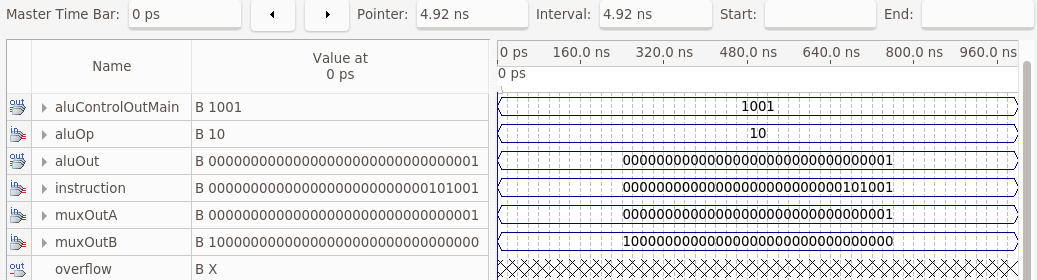 Master Time Bar: 0 ps Pointer: 4.92 ns Interval: 4.92 ns Start: End:
Name Value at 0 ps 0 ps 160.0 ns 320.0 ns 480.0 ns 640.0 ns 800.0 ns 960.0 ns
0 ps
out aluControlOutMain B 1001 1001
in aluOp B 10 10
out aluOut B 00000000000000000000000000000001 00000000000000000000000000000001
in instruction B 00000000000000000000000000101001 00000000000000000000000000101001
in muxOutA B 00000000000000000000000000000001 00000000000000000000000000000001
in muxOutB B 10000000000000000000000000000000 10000000000000000000000000000000
out overflow B X